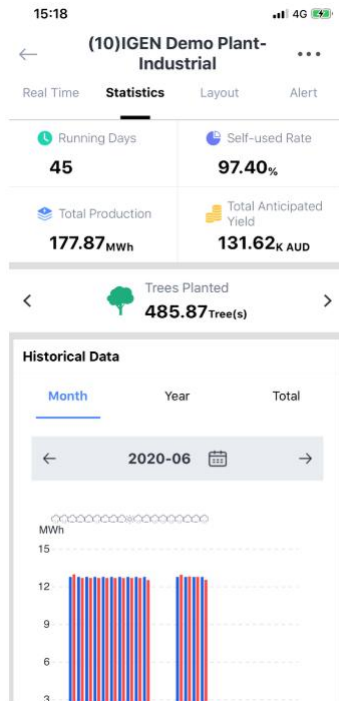 15:18
4G
(10)IGEN Demo Plant-
Industrial
Real Time Statistics Layout Alert
Running Days
45
Self-used Rate
97.40%
Total Production
177.87MWh
Total Anticipated
Yield
131.62K AUD
Trees Planted
485.87Tree(s)
Historical Data
Month Year Total
2020-06
MWh
15
12
9
6
3